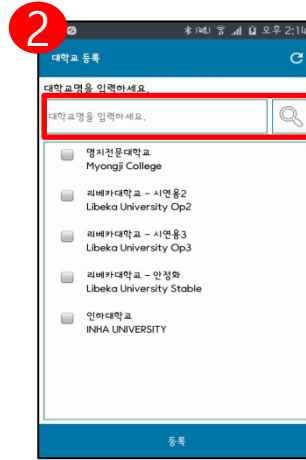 2
오후 2:14
대학교 등록
대학교명을 입력하세요.
대학교명을 입력하세요.
명지전문대학교
Myongji College
리베카대학교 - 시연용2
Libeka University Op2
리베카대학교 - 시연용3
Libeka University Op3
리베카대학교 - 안정화
Libeka University Stable
인하대학교
INHA UNIVERSITY
등록